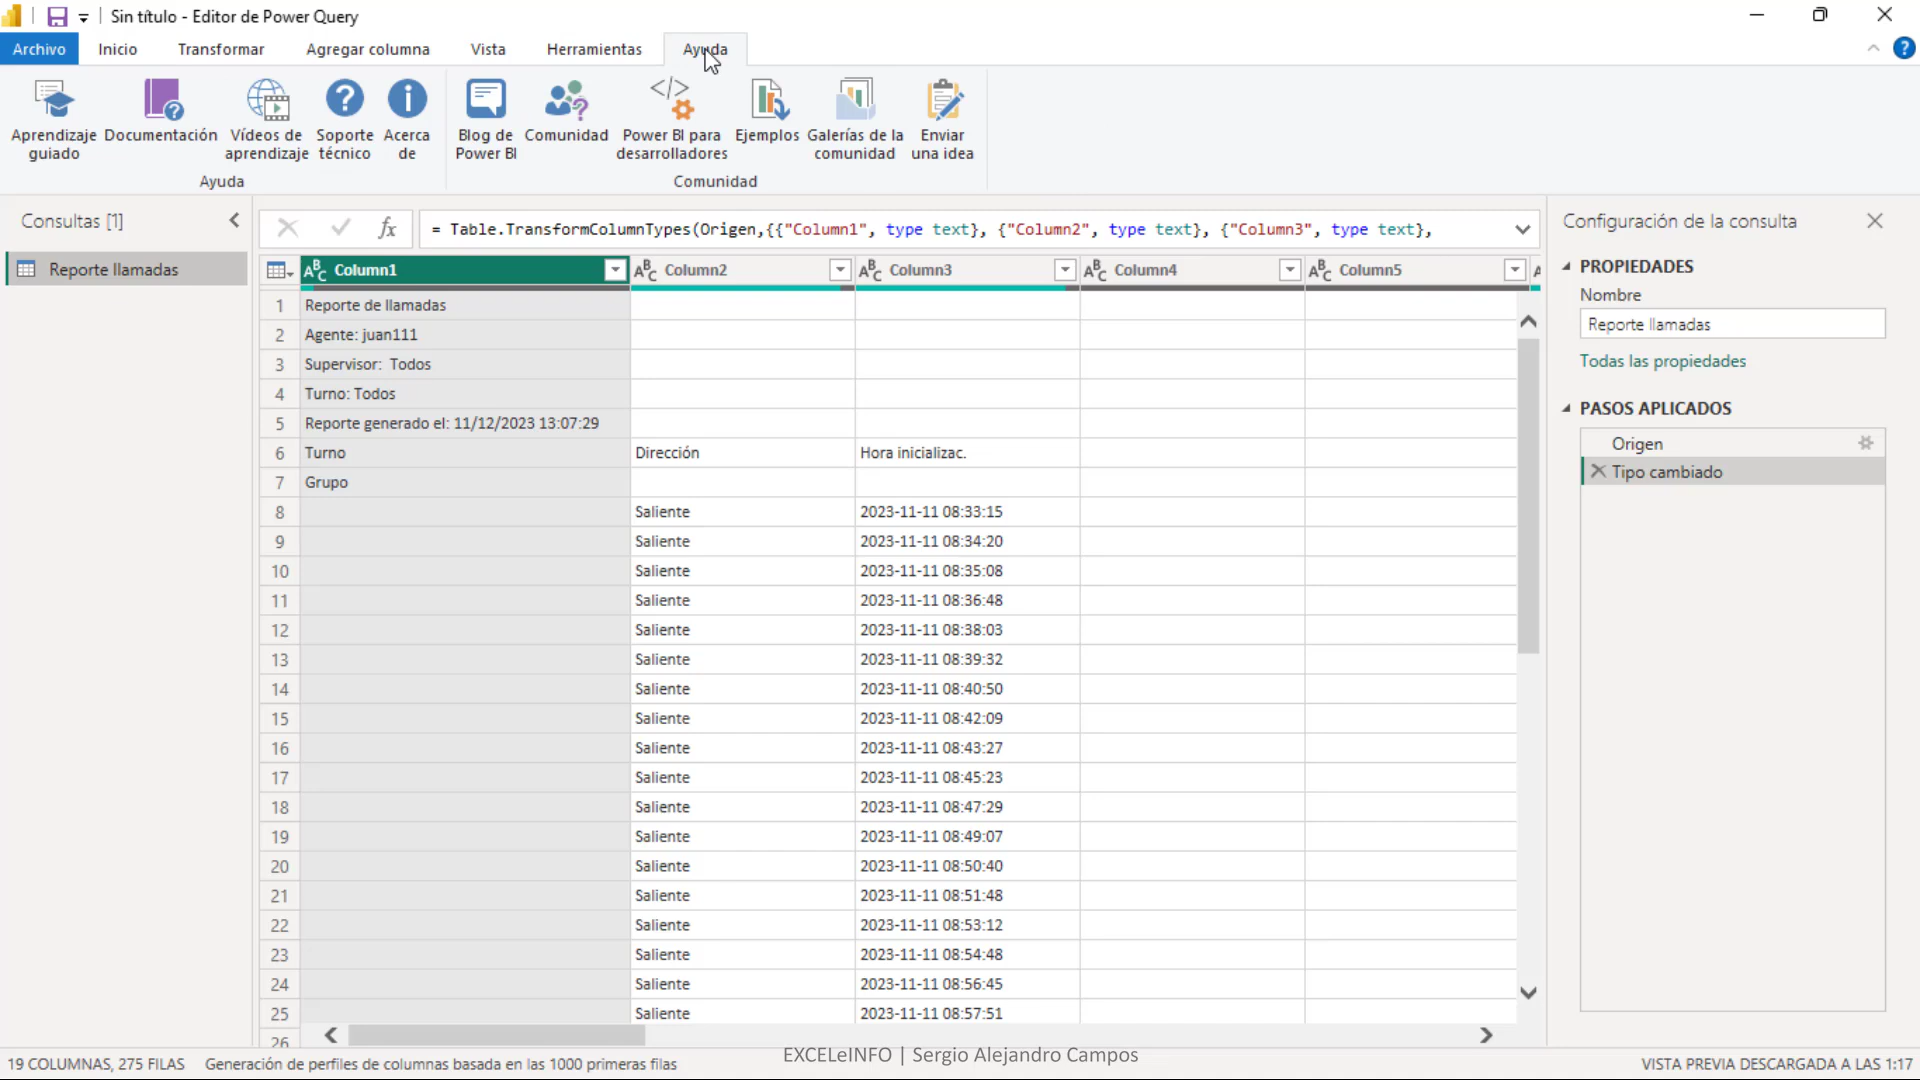 Sin título - Editor de Power Query
Archivo Inicio Transformar Agregar columna Vista Herramientas Ayuda
Aprendizaje guiado
Documentación
Vídeos de aprendizaje
Soporte técnico
Acerca de
Ayuda
Blog de Power BI
Comunidad
Power BI para desarrolladores
Ejemplos
Galerías de la comunidad
Enviar una idea
Comunidad
Consultas [1]
Reporte llamadas
fx
= Table.TransformColumnTypes(Origen,{{"Column1", type text}, {"Column2", type text}, {"Column3", type text},
ABC Column1 ABC Column2 ABC Column3 ABC Column4 ABC Column5
1 Reporte de llamadas
2 Agente: juan111
3 Supervisor: Todos
4 Turno: Todos
5 Reporte generado el: 11/12/2023 13:07:29
6 Turno Dirección Hora inicializac.
7 Grupo
8 Saliente 2023-11-11 08:33:15
9 Saliente 2023-11-11 08:34:20
10 Saliente 2023-11-11 08:35:08
11 Saliente 2023-11-11 08:36:48
12 Saliente 2023-11-11 08:38:03
13 Saliente 2023-11-11 08:39:32
14 Saliente 2023-11-11 08:40:50
15 Saliente 2023-11-11 08:42:09
16 Saliente 2023-11-11 08:43:27
17 Saliente 2023-11-11 08:45:23
18 Saliente 2023-11-11 08:47:29
19 Saliente 2023-11-11 08:49:07
20 Saliente 2023-11-11 08:50:40
21 Saliente 2023-11-11 08:51:48
22 Saliente 2023-11-11 08:53:12
23 Saliente 2023-11-11 08:54:48
24 Saliente 2023-11-11 08:56:45
25 Saliente 2023-11-11 08:57:51
26
Configuración de la consulta
PROPIEDADES
Nombre
Reporte llamadas
Todas las propiedades
PASOS APLICADOS
Origen
Tipo cambiado
19 COLUMNAS, 275 FILAS Generación de perfiles de columnas basada en las 1000 primeras filas
EXCELeINFO | Sergio Alejandro Campos
VISTA PREVIA DESCARGADA A LAS 1:17